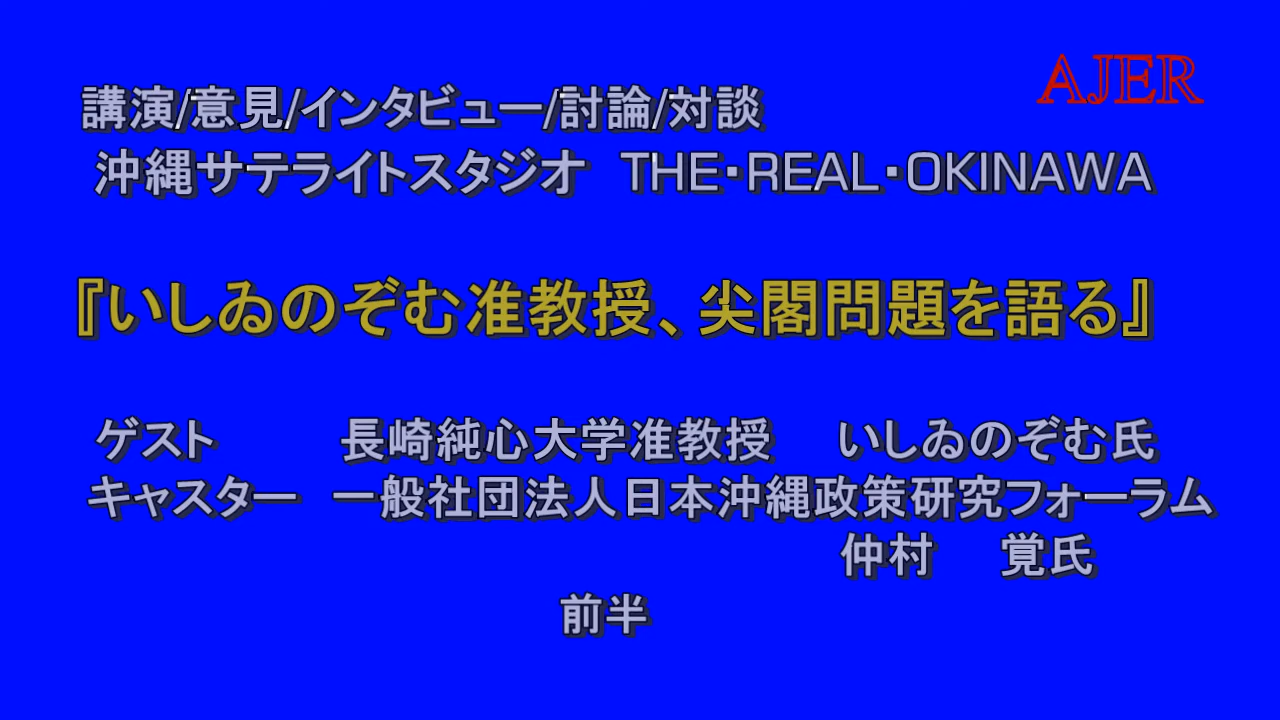 AJER
講演/意見/インタビュー/討論/対談
沖縄サテライトスタジオ　THE・REAL・OKINAWA
『いしゐのぞむ准教授、尖閣問題を語る』
ゲスト　長崎純心大学准教授　いしゐのぞむ氏
キャスター　一般社団法人日本沖縄政策研究フォーラム
仲村　覚氏
前半